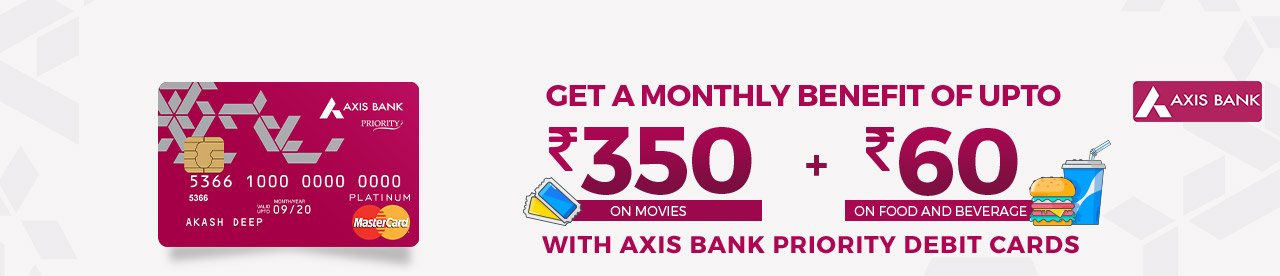 AXIS BANK
PRIORITY
5366 1000 0000 0000
5366
PLATINUM
VALID UPTO MONTH/YEAR 09/20
AKASH DEEP
MasterCard
GET A MONTHLY BENEFIT OF UPTO
₹350 + ₹60
ON MOVIES ON FOOD AND BEVERAGE
WITH AXIS BANK PRIORITY DEBIT CARDS
AXIS BANK